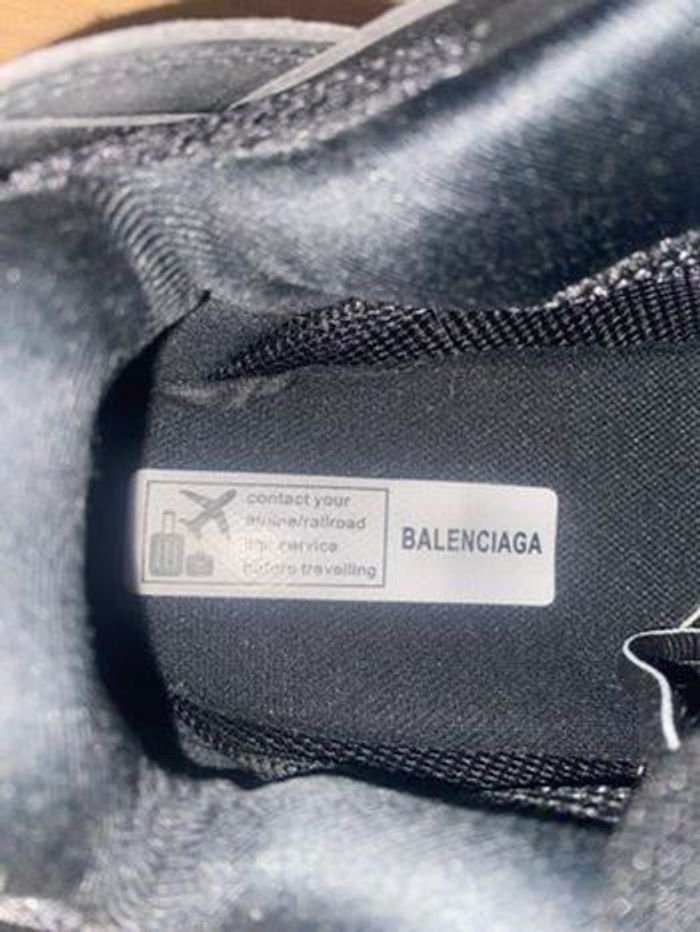 contact your
airline/railroad
service
before travelling
BALENCIAGA